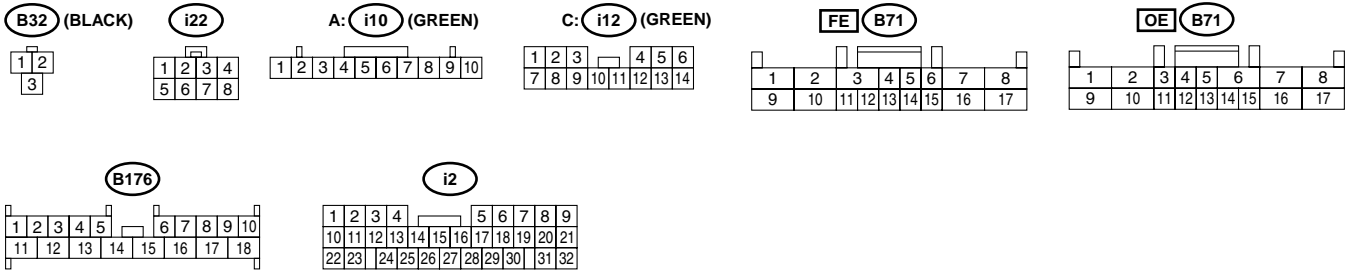 B32 (BLACK)
i22
A: i10 (GREEN)
C: i12 (GREEN)
FE B71
OE B71
1 2
3
1 2 3 4
5 6 7 8
1 2 3 4 5 6 7 8 9 10
1 2 3 4 5 6
7 8 9 10 11 12 13 14
1 2 3 4 5 6 7 8
9 10 11 12 13 14 15 16 17
1 2 3 4 5 6 7 8
9 10 11 12 13 14 15 16 17
B176
i2
1 2 3 4 5 6 7 8 9 10
11 12 13 14 15 16 17 18
1 2 3 4 5 6 7 8 9
10 11 12 13 14 15 16 17 18 19 20 21
22 23 24 25 26 27 28 29 30 31 32